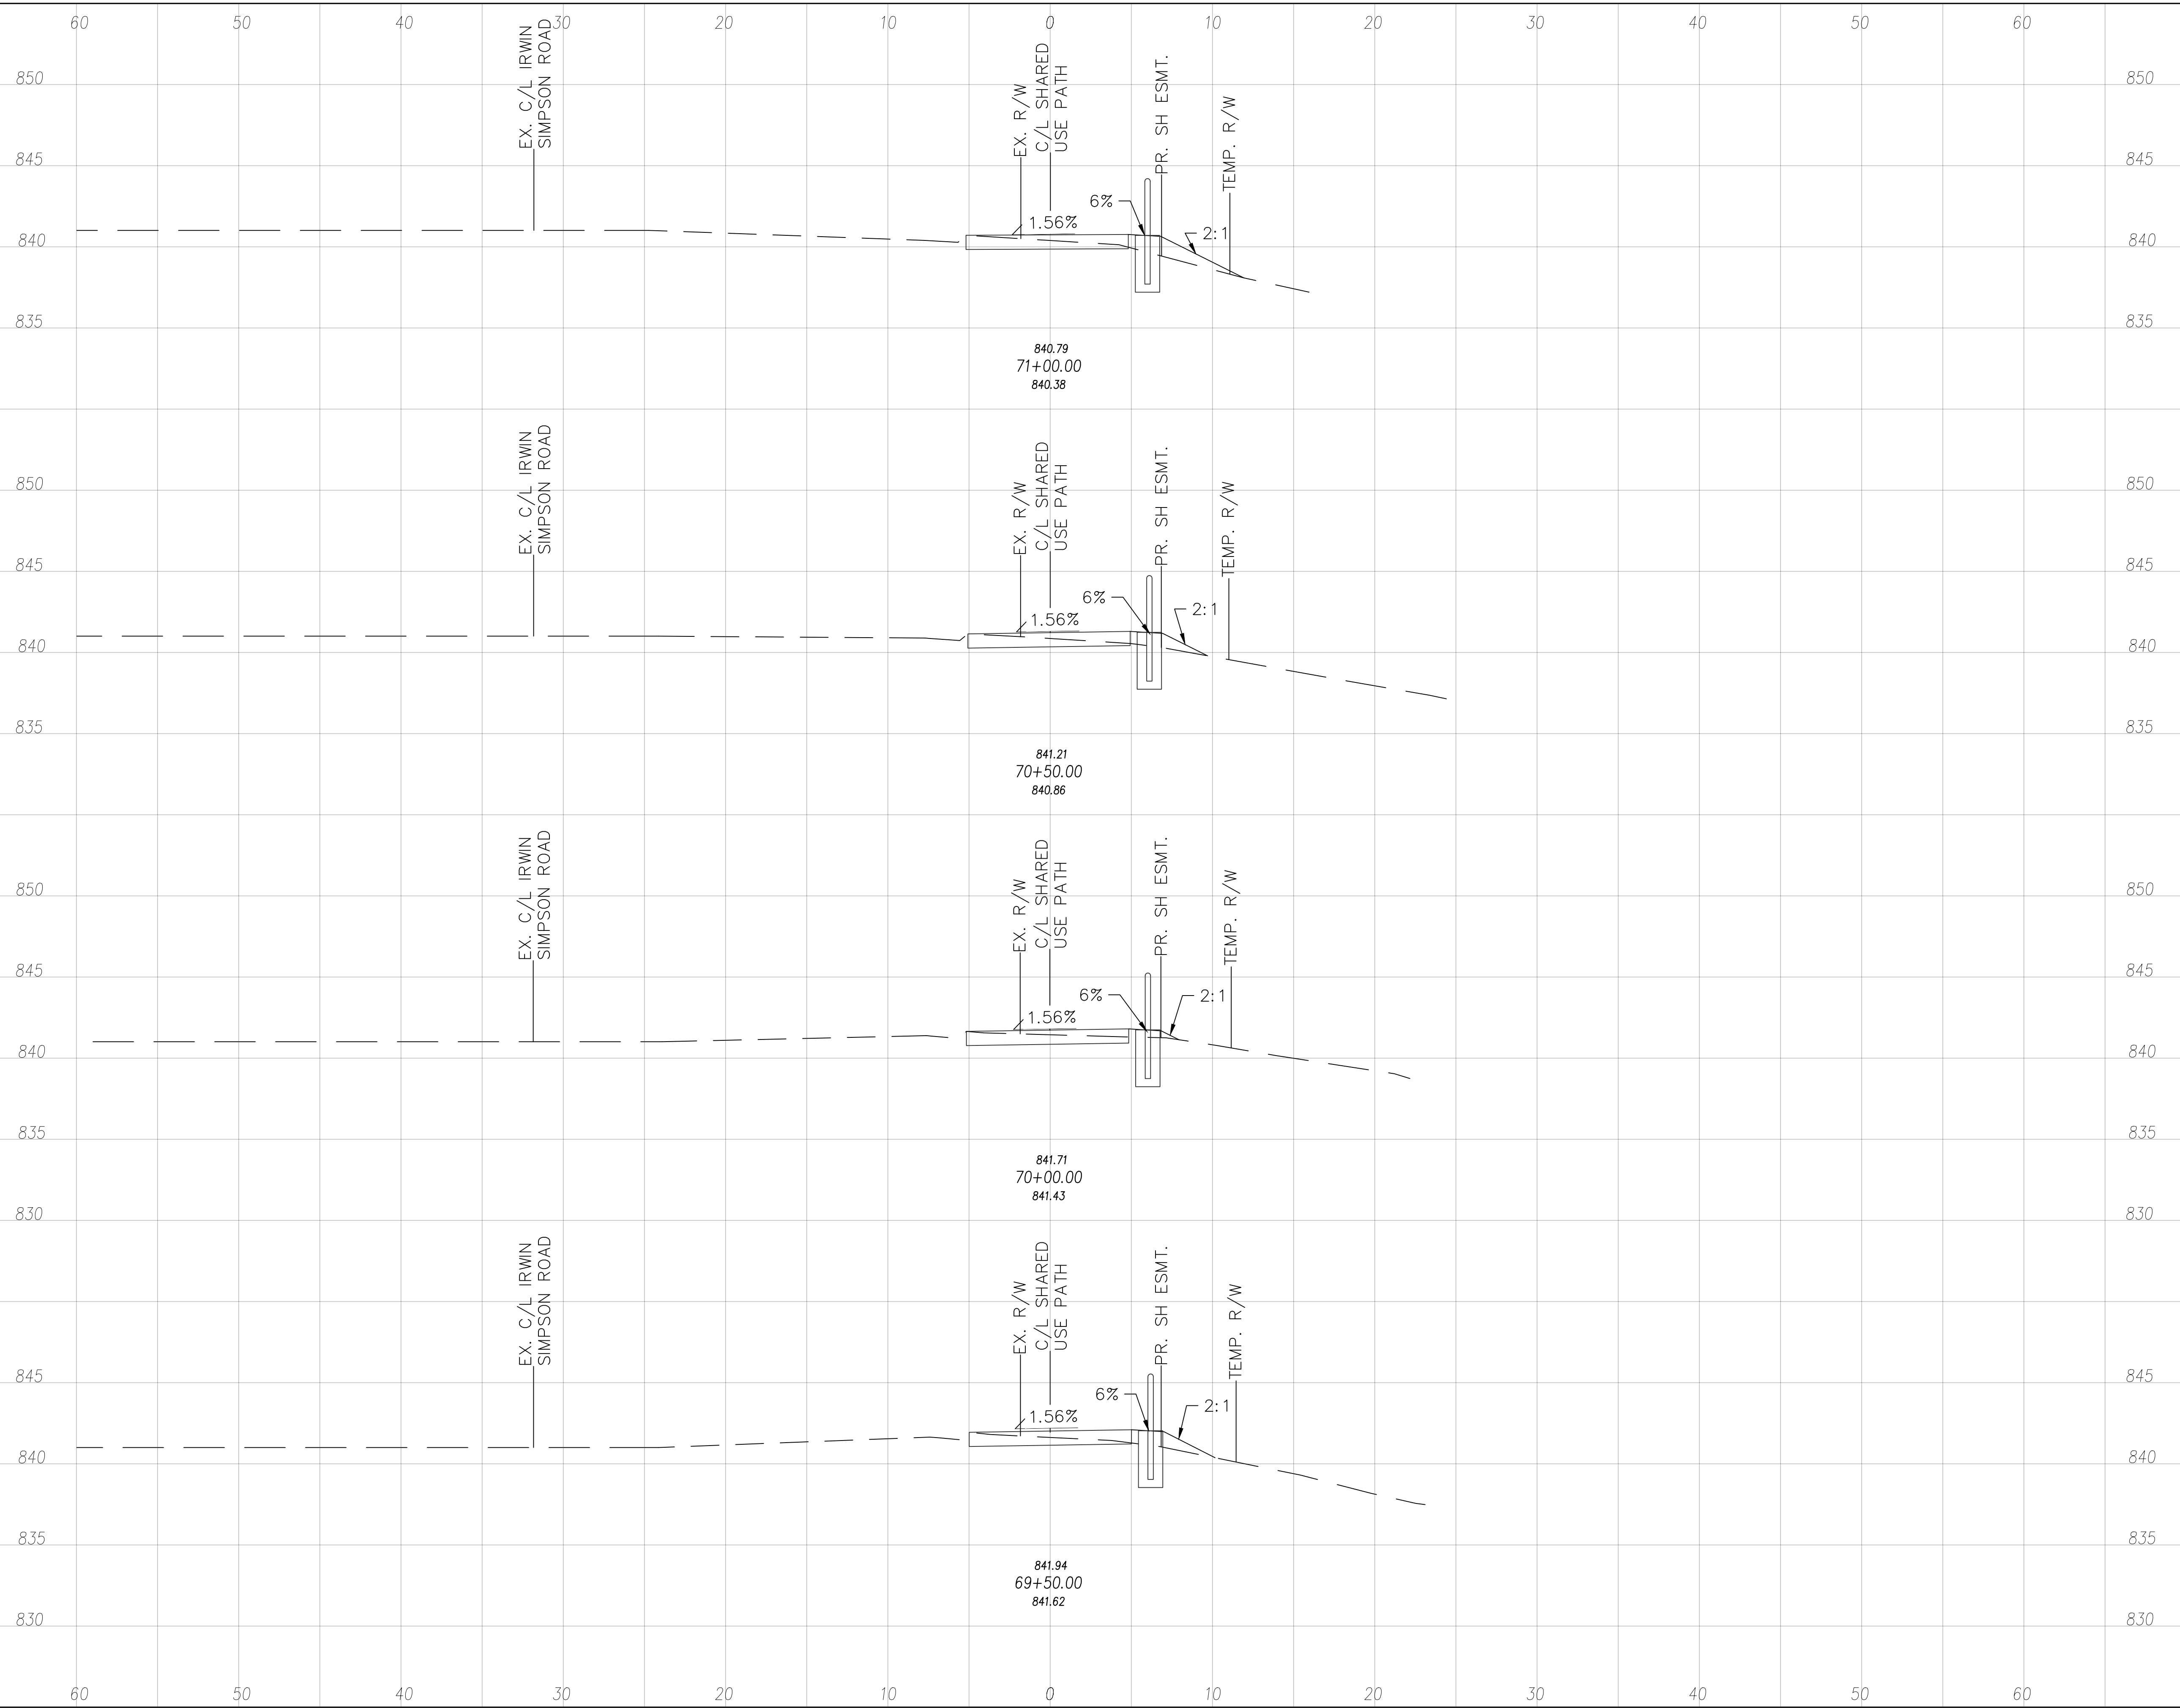 60 50 40 30 20 10 0 10 20 30 40 50 60
EX. C/L IRWIN
SIMPSON ROAD
EX. R/W
C/L SHARED
USE PATH
PR. SH ESMT.
TEMP. R/W
850 850
845 845
6%
1.56%
2:1
840 840
835 835
840.79
71+00.00
840.38
EX. C/L IRWIN
SIMPSON ROAD
EX. R/W
C/L SHARED
USE PATH
PR. SH ESMT.
TEMP. R/W
850 850
845 845
6%
1.56%
2:1
840 840
835 835
841.21
70+50.00
840.86
EX. C/L IRWIN
SIMPSON ROAD
EX. R/W
C/L SHARED
USE PATH
PR. SH ESMT.
TEMP. R/W
850 850
845 845
6%
1.56%
2:1
840 840
835 835
841.71
70+00.00
841.43
830 830
EX. C/L IRWIN
SIMPSON ROAD
EX. R/W
C/L SHARED
USE PATH
PR. SH ESMT.
TEMP. R/W
845 845
6%
1.56%
2:1
840 840
835 835
841.94
69+50.00
841.62
830 830
60 50 40 30 20 10 0 10 20 30 40 50 60